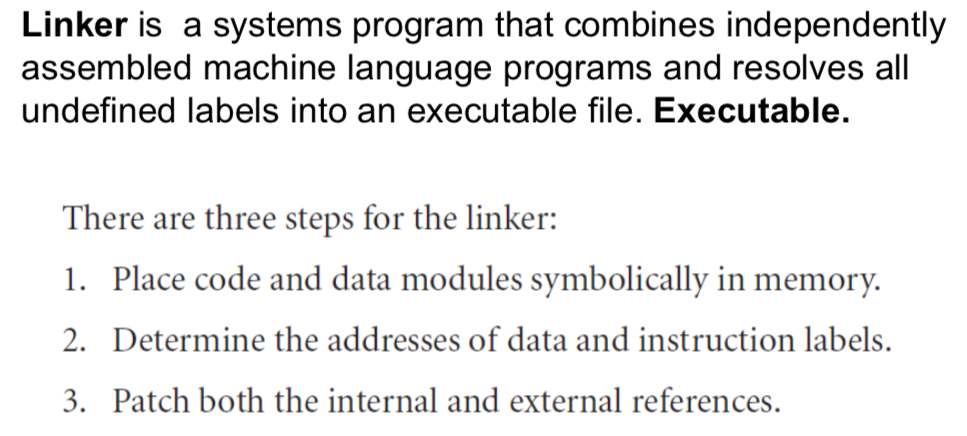 Linker is a systems program that combines independently
assembled machine language programs and resolves all
undefined labels into an executable file. Executable.
There are three steps for the linker:
1. Place code and data modules symbolically in memory.
2. Determine the addresses of data and instruction labels.
3. Patch both the internal and external references.